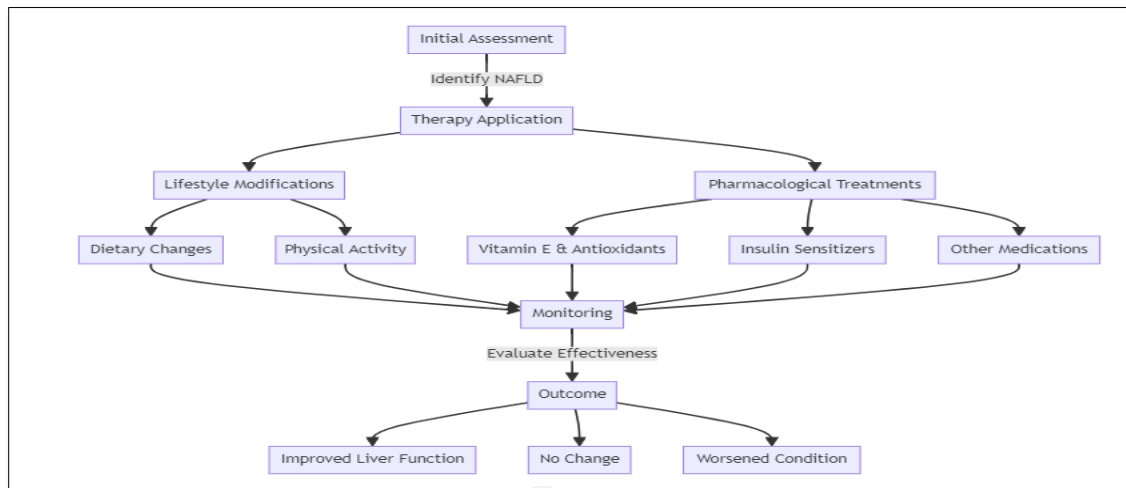 Initial Assessment
Identify NAFLD
Therapy Application
Lifestyle Modifications
Pharmacological Treatments
Dietary Changes
Physical Activity
Vitamin E & Antioxidants
Insulin Sensitizers
Other Medications
Monitoring
Evaluate Effectiveness
Outcome
Improved Liver Function
No Change
Worsened Condition